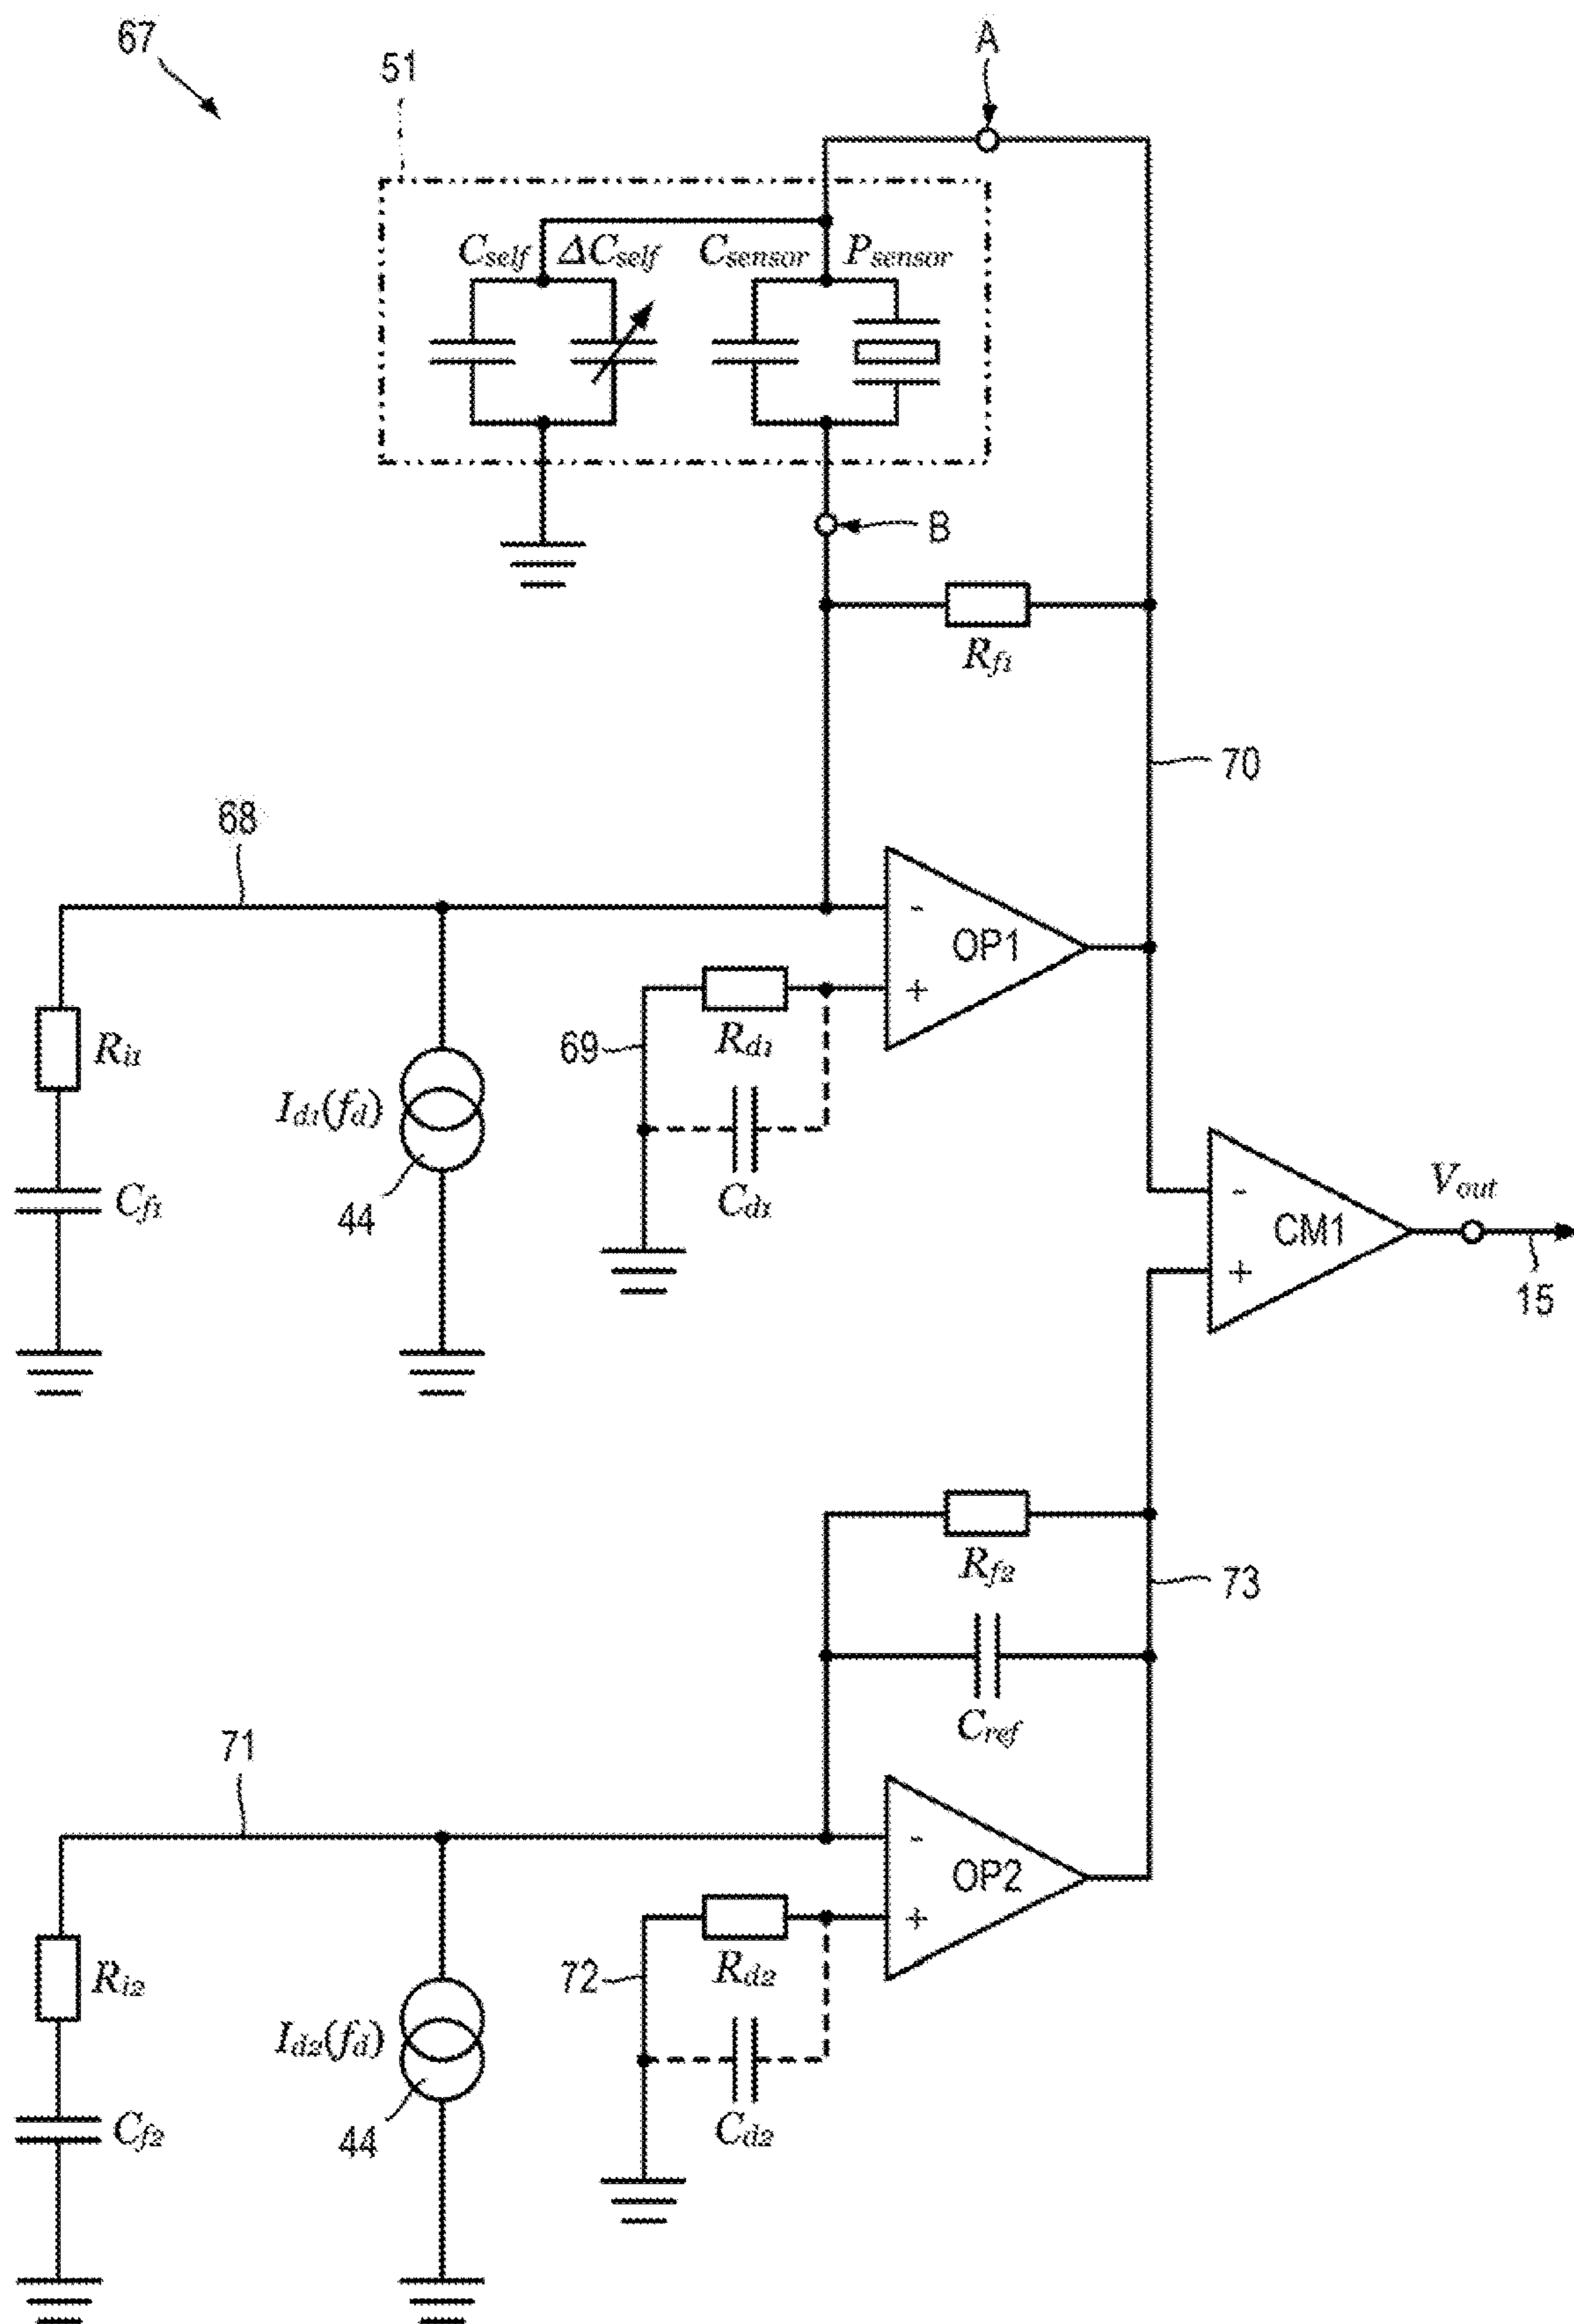 67
51
A
Cself ΔCself Csensor Psensor
B
Rf1
70
68
- OP1 +
Ri1
Rd1
69
Id1(fd)
Cf1
44
Cd1
- CM1 +
Vout
15
Rf2
73
Cref
71
- OP2 +
Ri2
Rd2
72
Id2(fd)
Cf2
44
Cd2